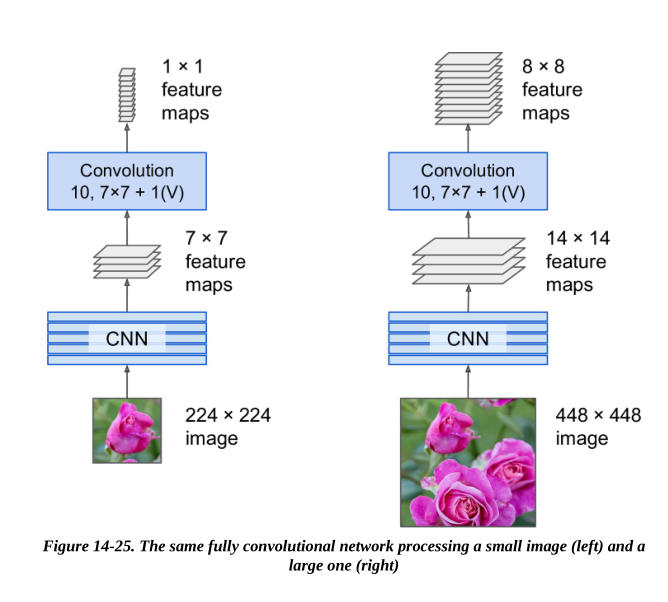 1 × 1
feature
maps
Convolution
10, 7×7 + 1(V)
7 × 7
feature
maps
CNN
224 × 224
image
8 × 8
feature
maps
Convolution
10, 7×7 + 1(V)
14 × 14
feature
maps
CNN
448 × 448
image
Figure 14-25. The same fully convolutional network processing a small image (left) and a
large one (right)